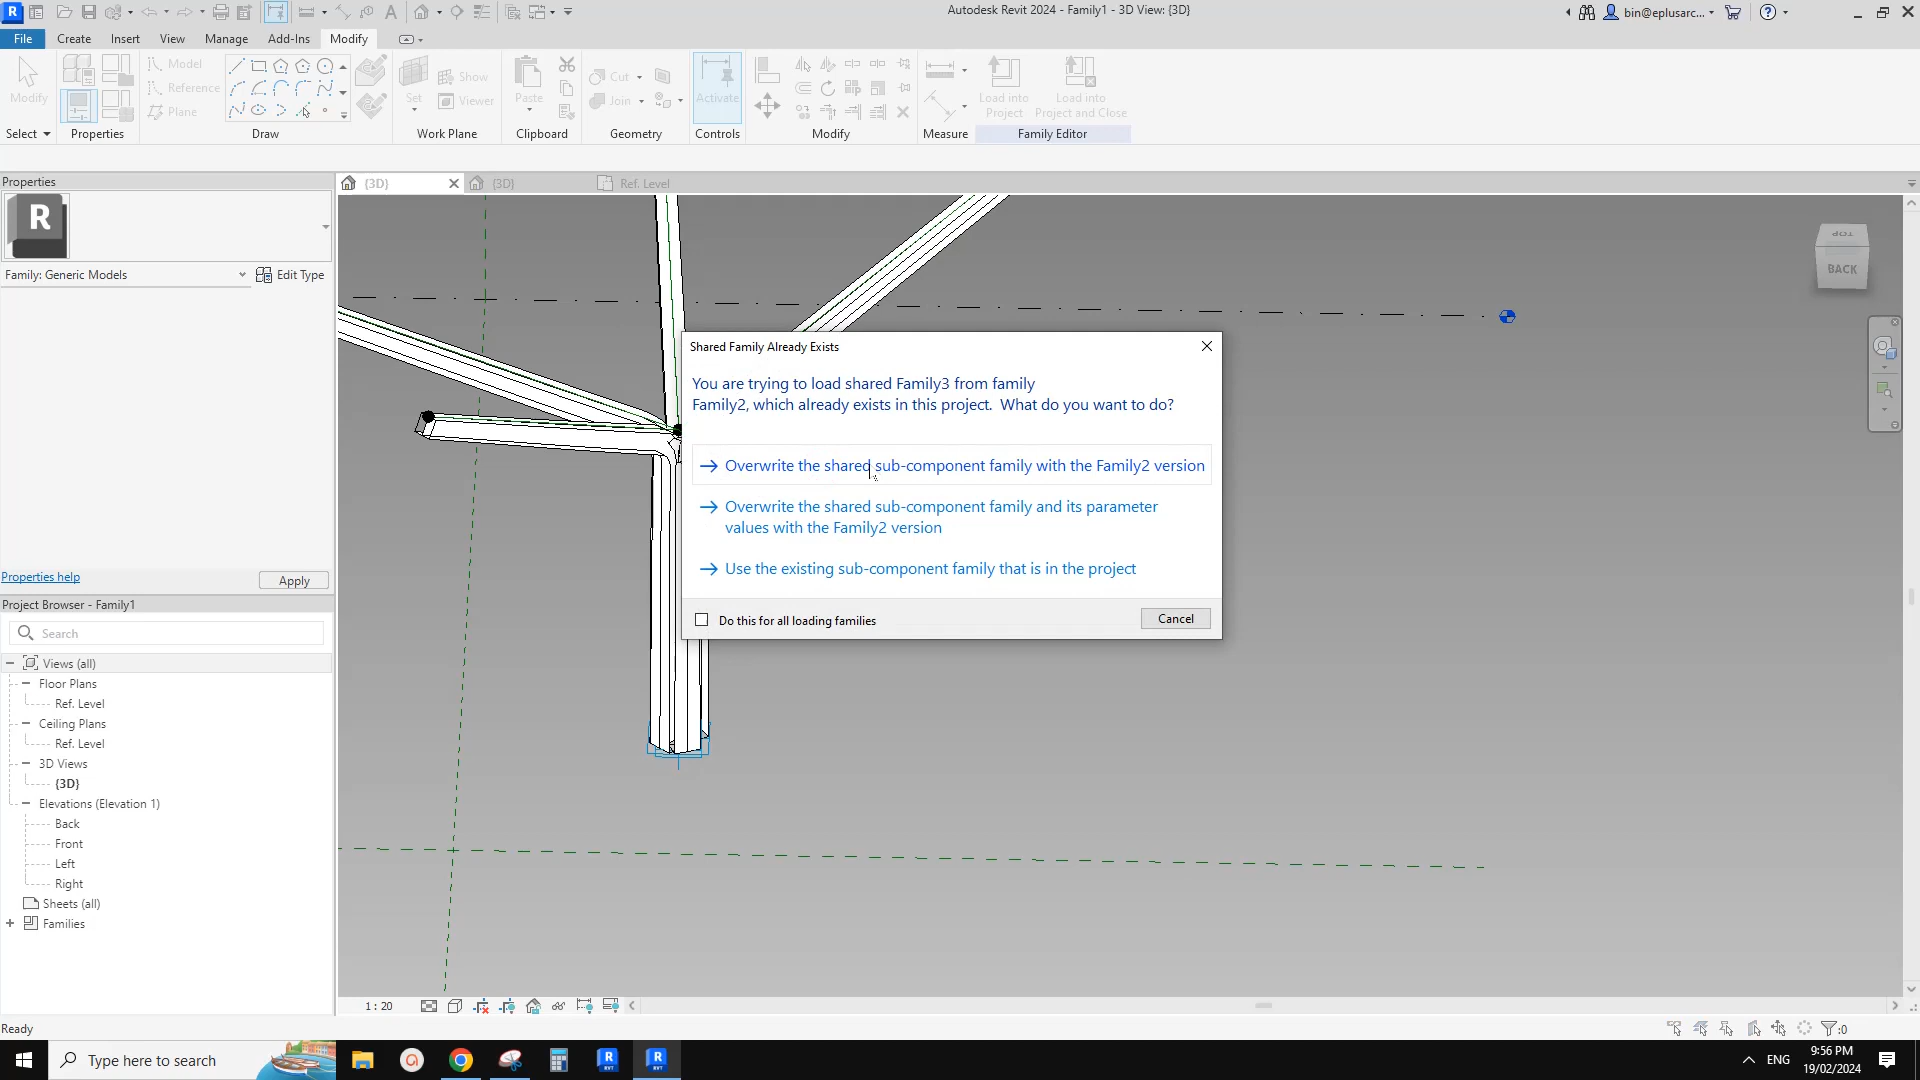 Autodesk Revit 2024 - Family1 - 3D View: {3D}
bin@eplusarc...
File
Create
Insert
View
Manage
Add-Ins
Modify
Modify
Model
Reference
Plane
Set
Show
Viewer
Paste
Cut
Join
Activate
Load into
Project
Load into
Project and Close
Select
Properties
Draw
Work Plane
Clipboard
Geometry
Controls
Modify
Measure
Family Editor
Properties
{3D}
{3D}
Ref. Level
R
Family: Generic Models
Edit Type
TOP
BACK
Shared Family Already Exists
You are trying to load shared Family3 from family
Family2, which already exists in this project.  What do you want to do?
Overwrite the shared sub-component family with the Family2 version
Overwrite the shared sub-component family and its parameter
values with the Family2 version
Use the existing sub-component family that is in the project
Do this for all loading families
Cancel
Properties help
Apply
Project Browser - Family1
Search
Views (all)
Floor Plans
Ref. Level
Ceiling Plans
Ref. Level
3D Views
{3D}
Elevations (Elevation 1)
Back
Front
Left
Right
Sheets (all)
Families
1 : 20
Ready
:0
Type here to search
ENG
9:56 PM
19/02/2024